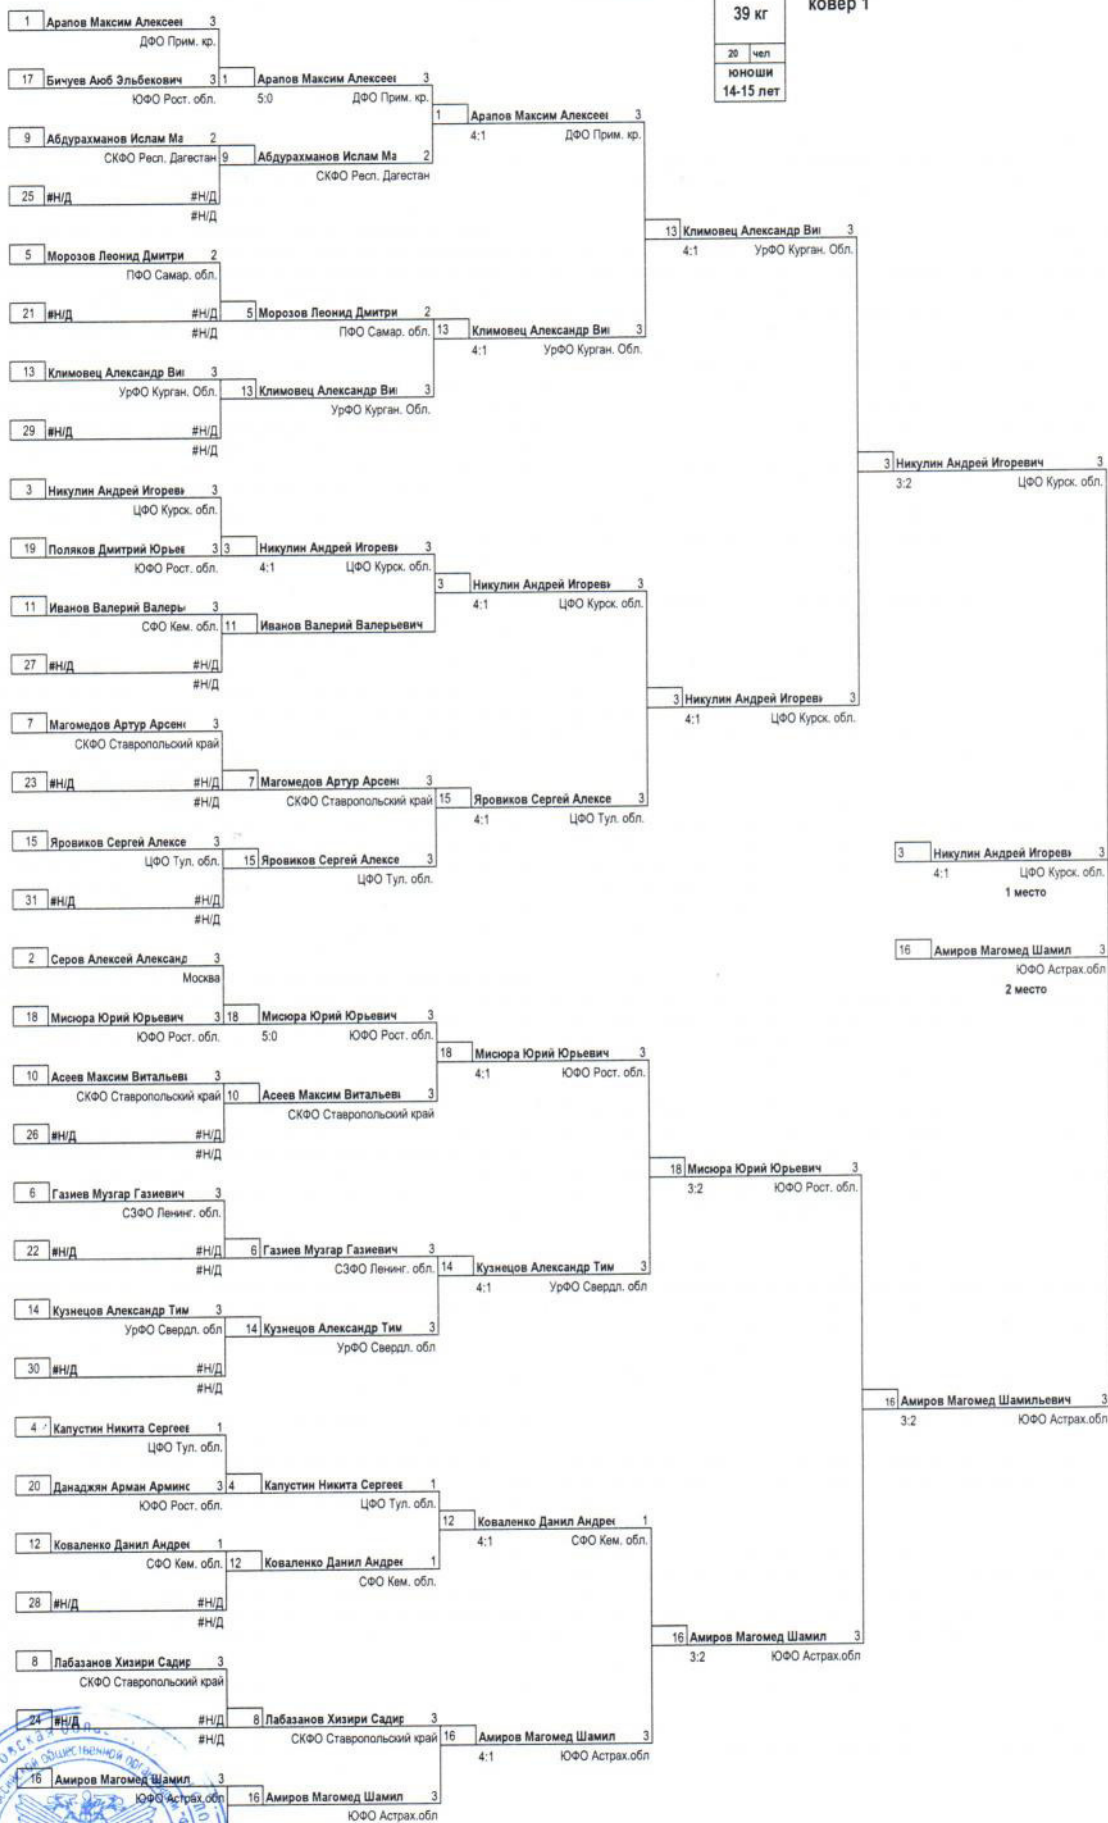 39 кг
ковер 1
20 чел
юноши
14-15 лет
1 Арапов Максим Алексеев 3
ДФО Прим. кр.
17 Бичуев Аюб Эльбекович 3
ЮФО Рост. обл.
1 Арапов Максим Алексеев 3
5:0 ДФО Прим. кр.
9 Абдурахманов Ислам Ма 2
СКФО Респ. Дагестан
9 Абдурахманов Ислам Ма 2
СКФО Респ. Дагестан
25 #Н/Д #Н/Д
#Н/Д
1 Арапов Максим Алексеев 3
4:1 ДФО Прим. кр.
5 Морозов Леонид Дмитри 2
ПФО Самар. обл.
21 #Н/Д #Н/Д
#Н/Д
5 Морозов Леонид Дмитри 2
ПФО Самар. обл.
13 Климовец Александр Ви 3
УрФО Курган. Обл.
13 Климовец Александр Ви 3
УрФО Курган. Обл.
29 #Н/Д #Н/Д
#Н/Д
13 Климовец Александр Ви 3
4:1 УрФО Курган. Обл.
13 Климовец Александр Ви 3
4:1 УрФО Курган. Обл.
3 Никулин Андрей Игореви 3
ЦФО Курск. обл.
19 Поляков Дмитрий Юрьев 3
ЮФО Рост. обл.
3 Никулин Андрей Игореви 3
4:1 ЦФО Курск. обл.
11 Иванов Валерий Валерь 3
СФО Кем. обл.
11 Иванов Валерий Валерьевич
27 #Н/Д #Н/Д
#Н/Д
3 Никулин Андрей Игореви 3
4:1 ЦФО Курск. обл.
7 Магомедов Артур Арсен 3
СКФО Ставропольский край
23 #Н/Д #Н/Д
#Н/Д
7 Магомедов Артур Арсен 3
СКФО Ставропольский край
15 Яровиков Сергей Алексе 3
ЦФО Тул. обл.
15 Яровиков Сергей Алексе 3
ЦФО Тул. обл.
31 #Н/Д #Н/Д
#Н/Д
15 Яровиков Сергей Алексе 3
4:1 ЦФО Тул. обл.
3 Никулин Андрей Игореви 3
4:1 ЦФО Курск. обл.
3 Никулин Андрей Игоревич 3
3:2 ЦФО Курск. обл.
3 Никулин Андрей Игореви 3
4:1 ЦФО Курск. обл.
1 место
16 Амиров Магомед Шамил 3
ЮФО Астрах.обл
2 место
2 Серов Алексей Александ 3
Москва
18 Мисюра Юрий Юрьевич 3
ЮФО Рост. обл.
18 Мисюра Юрий Юрьевич 3
5:0 ЮФО Рост. обл.
10 Асеев Максим Витальеви 3
СКФО Ставропольский край
10 Асеев Максим Витальеви 3
СКФО Ставропольский край
26 #Н/Д #Н/Д
#Н/Д
18 Мисюра Юрий Юрьевич 3
4:1 ЮФО Рост. обл.
6 Газиев Музгар Газиевич 3
СЗФО Ленинг. обл.
22 #Н/Д #Н/Д
#Н/Д
6 Газиев Музгар Газиевич 3
СЗФО Ленинг. обл.
14 Кузнецов Александр Тим 3
УрФО Свердл. обл
14 Кузнецов Александр Тим 3
УрФО Свердл. обл
30 #Н/Д #Н/Д
#Н/Д
14 Кузнецов Александр Тим 3
4:1 УрФО Свердл. обл
18 Мисюра Юрий Юрьевич 3
3:2 ЮФО Рост. обл.
4 Капустин Никита Сергеев 1
ЦФО Тул. обл.
20 Данаджян Арман Арминс 3
ЮФО Рост. обл.
4 Капустин Никита Сергеев 1
ЦФО Тул. обл.
12 Коваленко Данил Андрее 1
СФО Кем. обл.
12 Коваленко Данил Андрее 1
СФО Кем. обл.
28 #Н/Д #Н/Д
#Н/Д
12 Коваленко Данил Андрее 1
4:1 СФО Кем. обл.
8 Лабазанов Хизири Садир 3
СКФО Ставропольский край
24 #Н/Д #Н/Д
#Н/Д
8 Лабазанов Хизири Садир 3
СКФО Ставропольский край
16 Амиров Магомед Шамил 3
ЮФО Астрах.обл
16 Амиров Магомед Шамил 3
ЮФО Астрах.обл
16 Амиров Магомед Шамил 3
4:1 ЮФО Астрах.обл
16 Амиров Магомед Шамил 3
3:2 ЮФО Астрах.обл
16 Амиров Магомед Шамильевич 3
3:2 ЮФО Астрах.обл
общественной